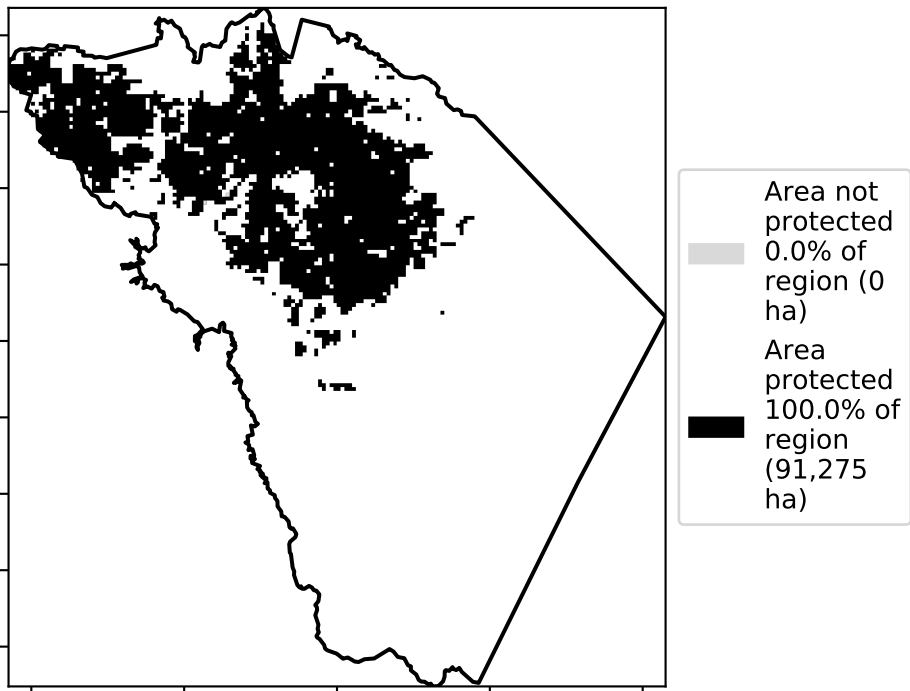 Area not
protected
0.0% of
region (0
ha)
Area
protected
100.0% of
region
(91,275
ha)